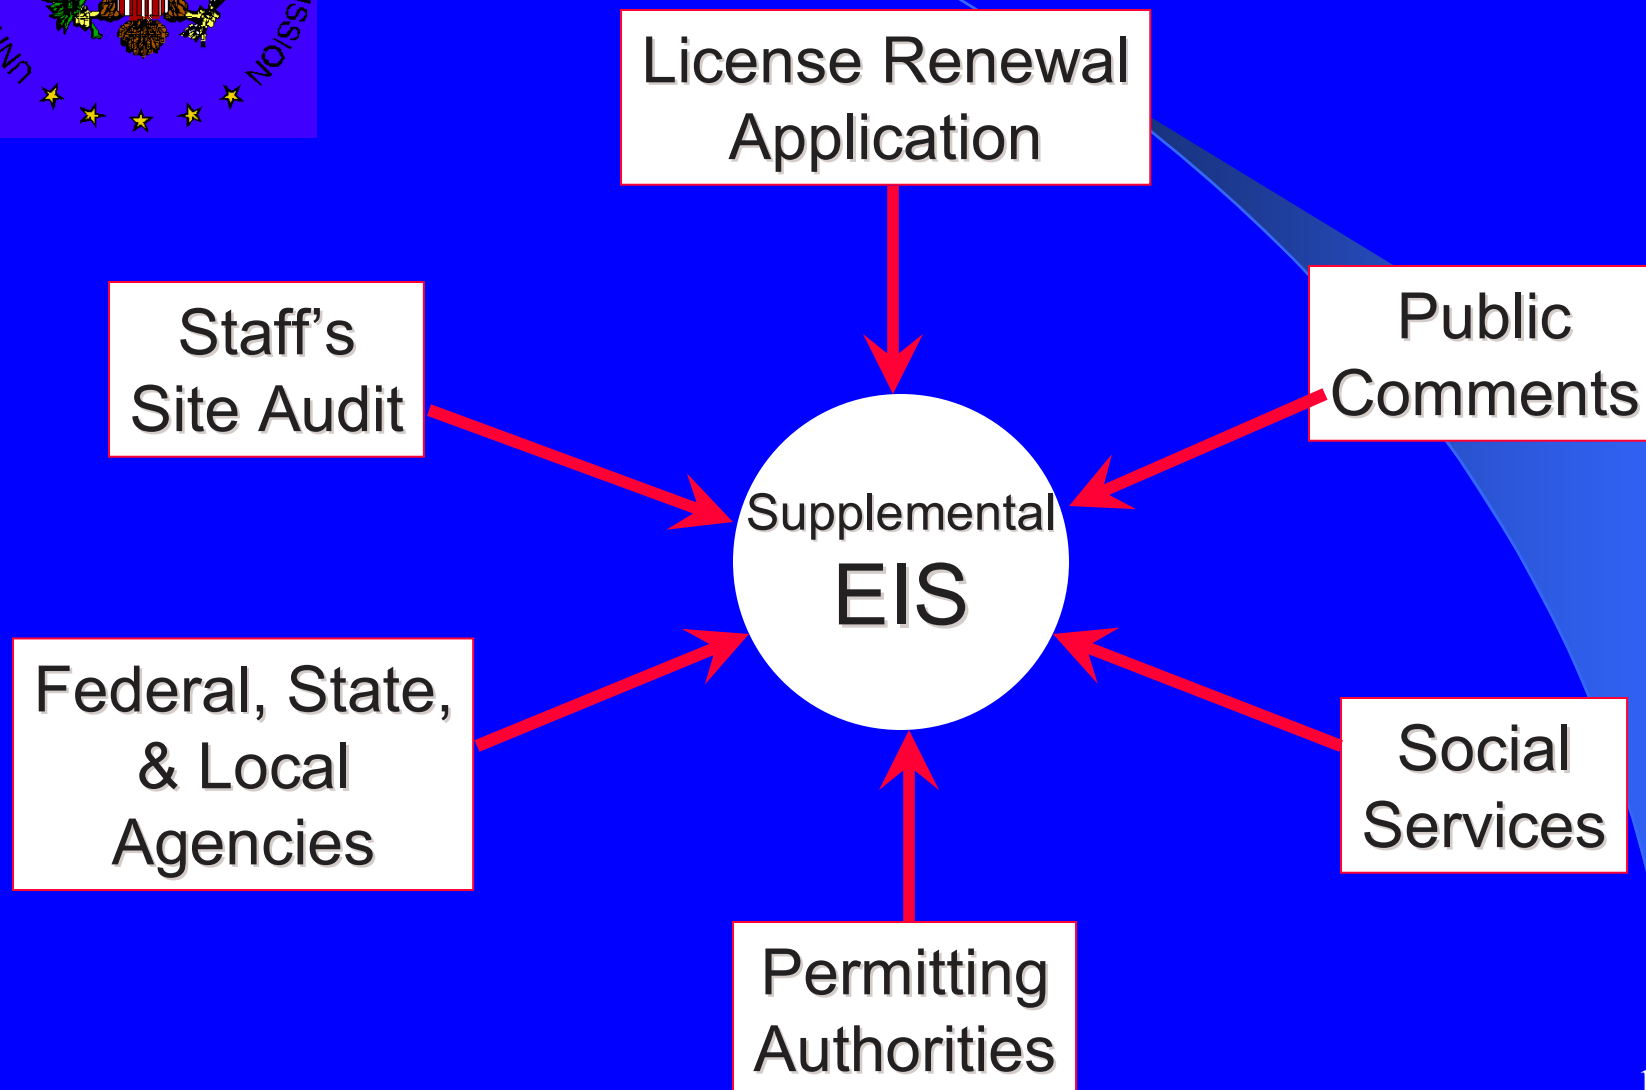 License Renewal
Application
Staff's
Site Audit
Public
Comments
Supplemental
EIS
Federal, State,
& Local
Agencies
Social
Services
Permitting
Authorities